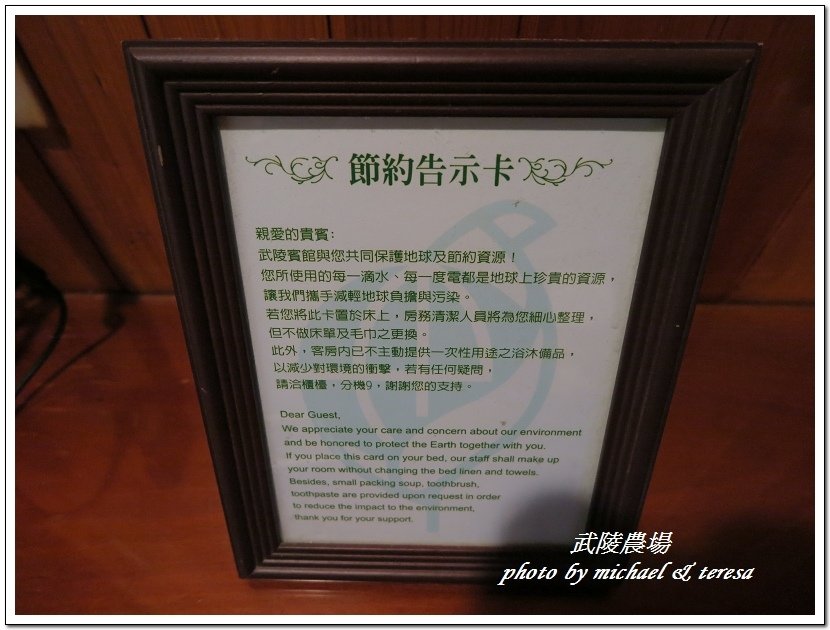 節約告示卡
親愛的貴賓:
武陵賓館與您共同保護地球及節約資源！
您所使用的每一滴水、每一度電都是地球上珍貴的資源，
讓我們攜手減輕地球負擔與污染。
若您將此卡置於床上，房務清潔人員將為您細心整理，
但不做床單及毛巾之更換。
此外，客房內已不主動提供一次性用途之浴沐備品，
以減少對環境的衝擊，若有任何疑問，
請洽櫃檯，分機9，謝謝您的支持。
Dear Guest,
We appreciate your care and concern about our environment
and be honored to protect the Earth together with you.
If you place this card on your bed, our staff shall make up
your room without changing the bed linen and towels.
Besides, small packing soup, toothbrush,
toothpaste are provided upon request in order
to reduce the impact to the environment,
thank you for your support.
武陵農場
photo by michael & teresa